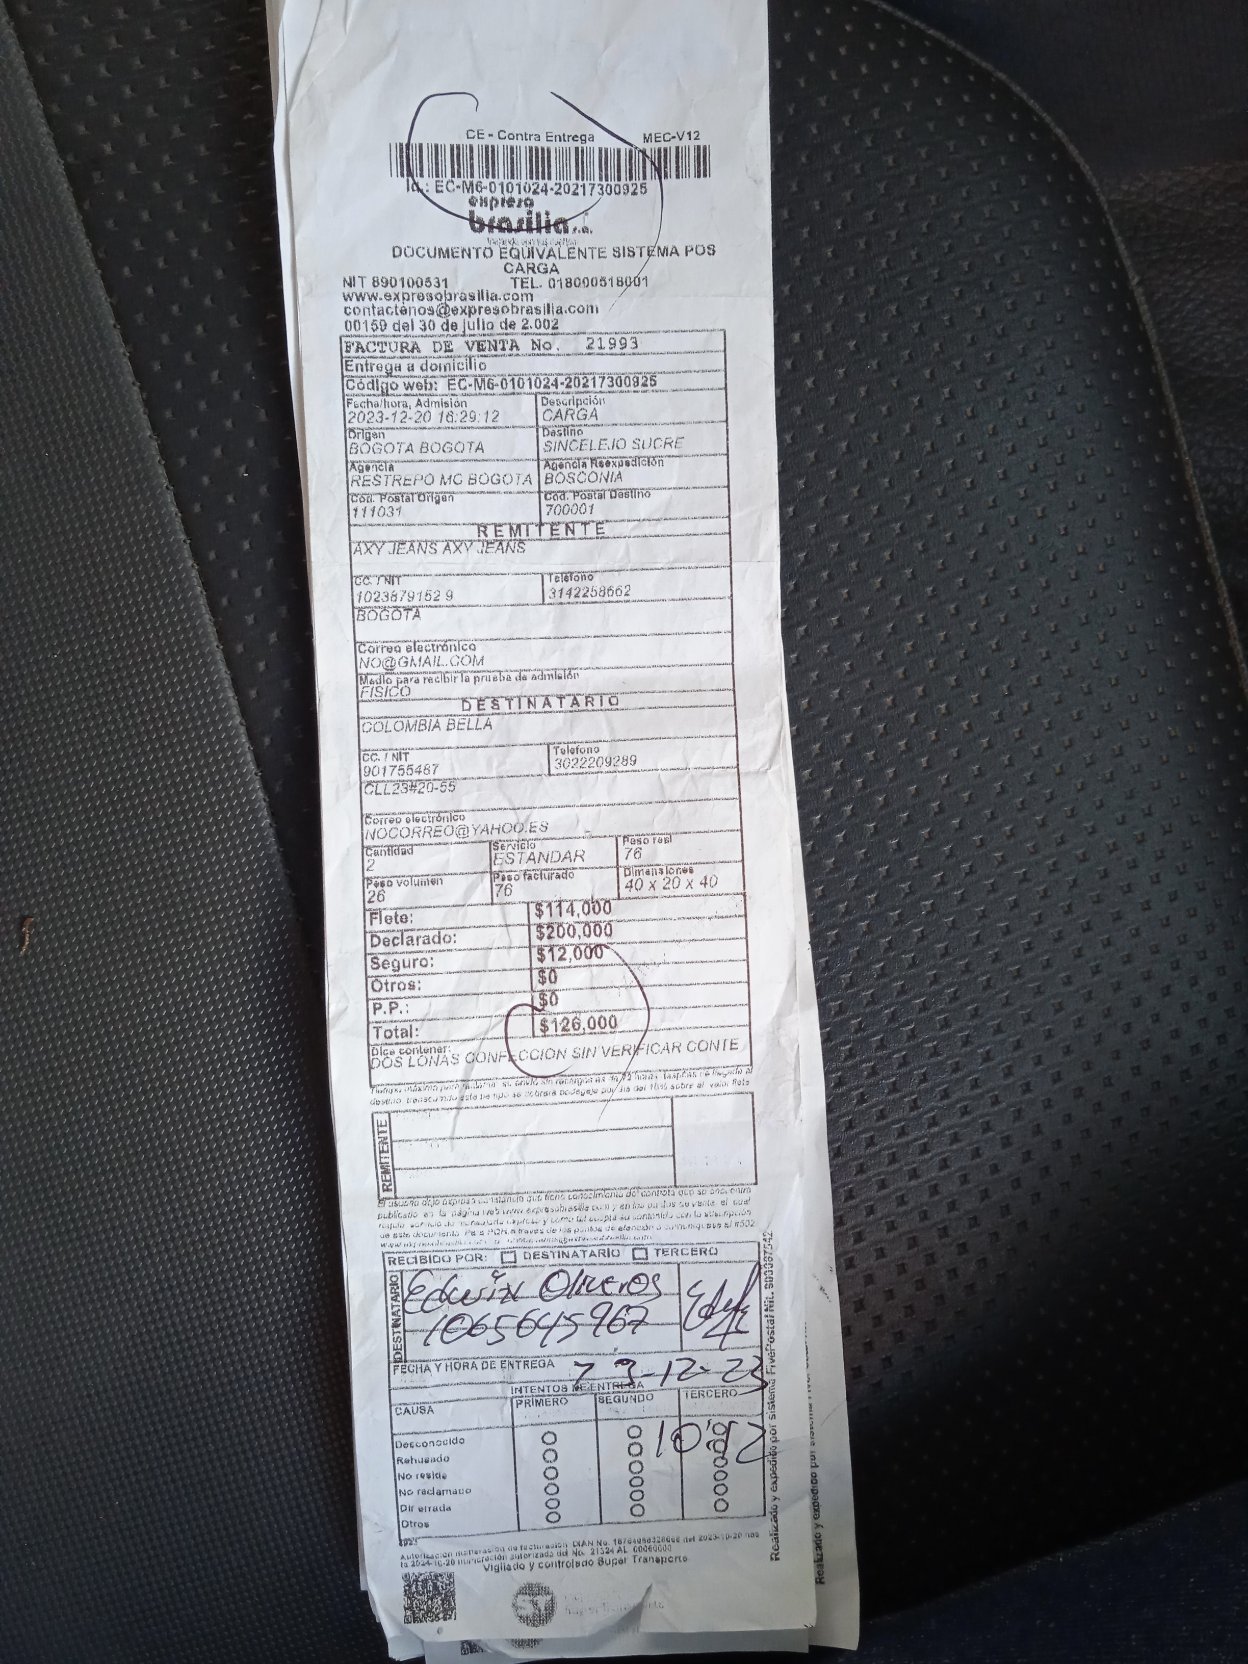 CE - Contra Entrega MEC-V12
Id.: EC-M6-0101024-20217300925
expreso
brasilia s.a.
DOCUMENTO EQUIVALENTE SISTEMA POS
CARGA
NIT 890100531 TEL. 018000518001
www.expresobrasilia.com
contactenos@expresobrasilia.com
00159 del 30 de julio de 2.002
FACTURA DE VENTA No. 21993
Entrega a domicilio
Código web: EC-M6-0101024-20217300925
Fecha/hora, Admisión Descripción
2023-12-20 16:29:12 CARGA
Origen Destino
BOGOTA BOGOTA SINCELEJO SUCRE
Agencia Agencia Reexpedición
RESTREPO MC BOGOTA BOSCONIA
Cod. Postal Origen Cod. Postal Destino
111031 700001
REMITENTE
AXY JEANS AXY JEANS
CC. / NIT Telefono
1023879152 9 3142258662
BOGOTA
Correo electrónico
NO@GMAIL.COM
Medio para recibir la prueba de admisión
FISICO
DESTINATARIO
COLOMBIA BELLA
CC. / NIT Telefono
901755487 3022209289
CLL23#20-55
Correo electrónico
NOCORREO@YAHOO.ES
Cantidad Servicio Peso real
2 ESTANDAR 76
Peso volumen Peso facturado Dimensiones
26 76 40 x 20 x 40
Flete: $114,000
Declarado: $200,000
Seguro: $12,000
Otros: $0
P.P.: $0
Total: $126,000
Dice contener:
DOS LONAS CONFECCION SIN VERIFICAR CONTE
REMITENTE
RECIBIDO POR: DESTINATARIO TERCERO
DESTINATARIO
Edwin Oliveros
1065645967
FECHA Y HORA DE ENTREGA 23-12-23
INTENTOS DE ENTREGA
CAUSA PRIMERO SEGUNDO TERCERO
Desconocido
Rehusado
No reside
No reclamado
Dir errada
Otros
Vigilado y controlado Super Transporte